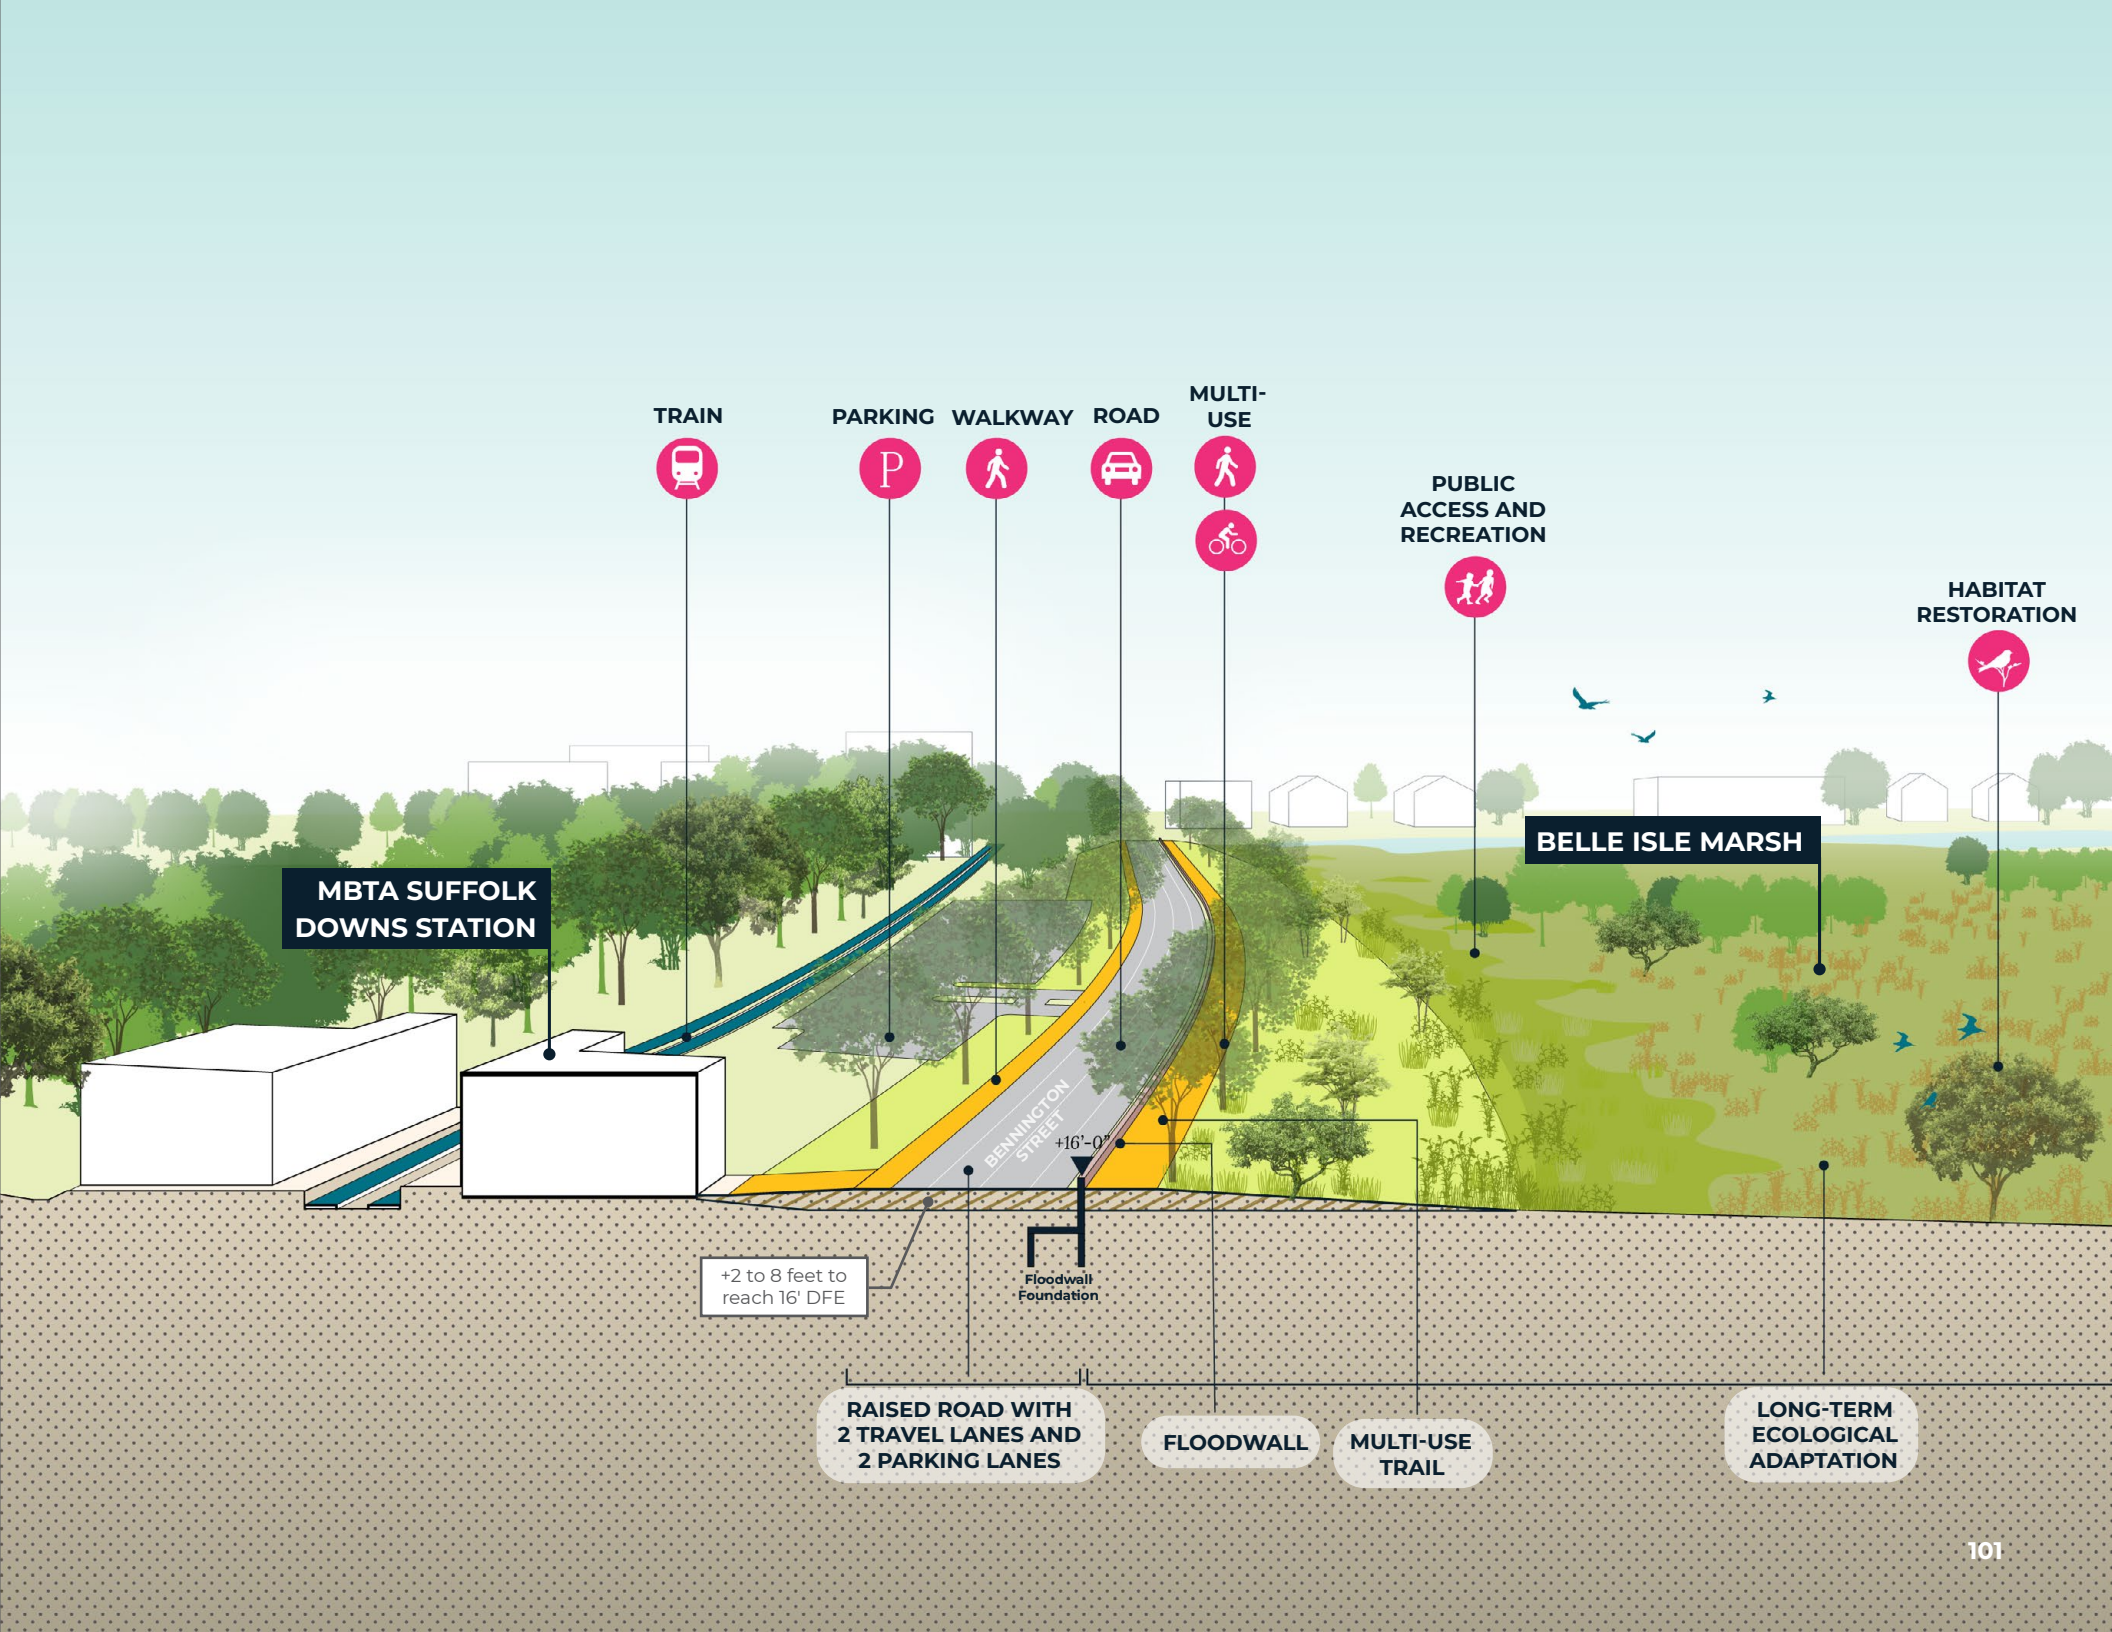 TRAIN
PARKING
WALKWAY
ROAD
MULTI-
USE
P
PUBLIC
ACCESS AND
RECREATION
HABITAT
RESTORATION
BELLE ISLE MARSH
MBTA SUFFOLK
DOWNS STATION
BENNINGTON
STREET
+16'-0"
+2 to 8 feet to
reach 16' DFE
Floodwall
Foundation
RAISED ROAD WITH
2 TRAVEL LANES AND
2 PARKING LANES
FLOODWALL
MULTI-USE
TRAIL
LONG-TERM
ECOLOGICAL
ADAPTATION
101